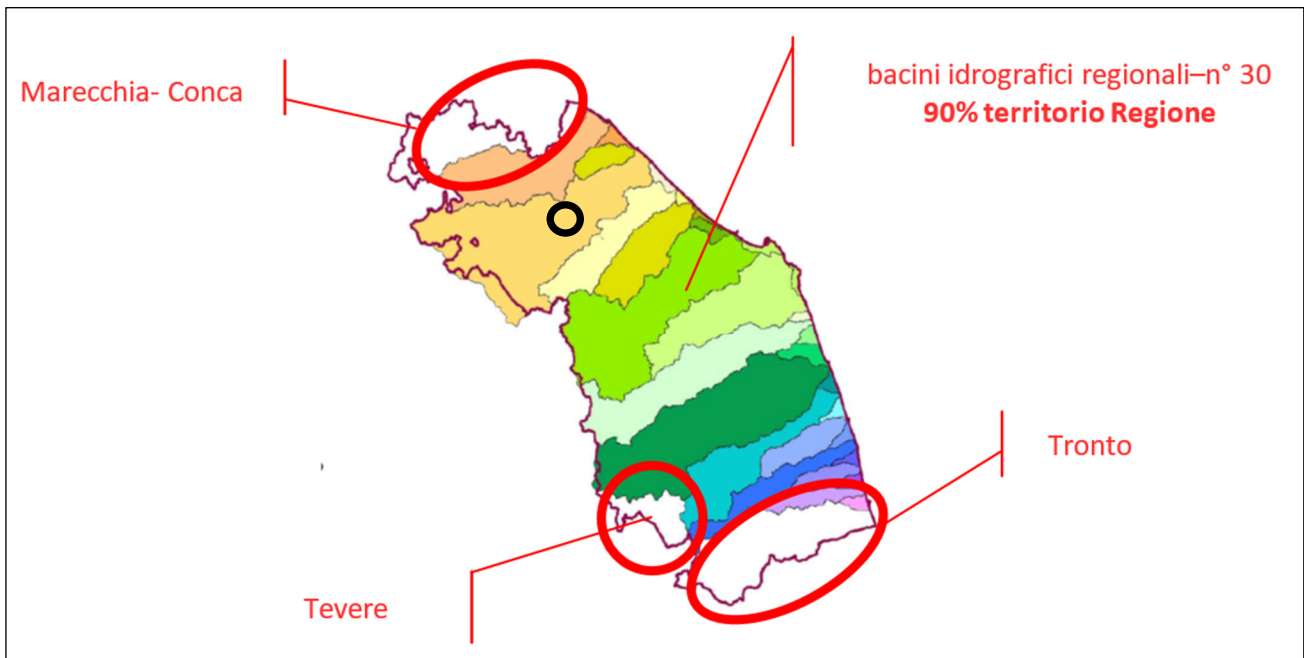 Marecchia- Conca
bacini idrografici regionali–n° 30
90% territorio Regione
Tronto
Tevere